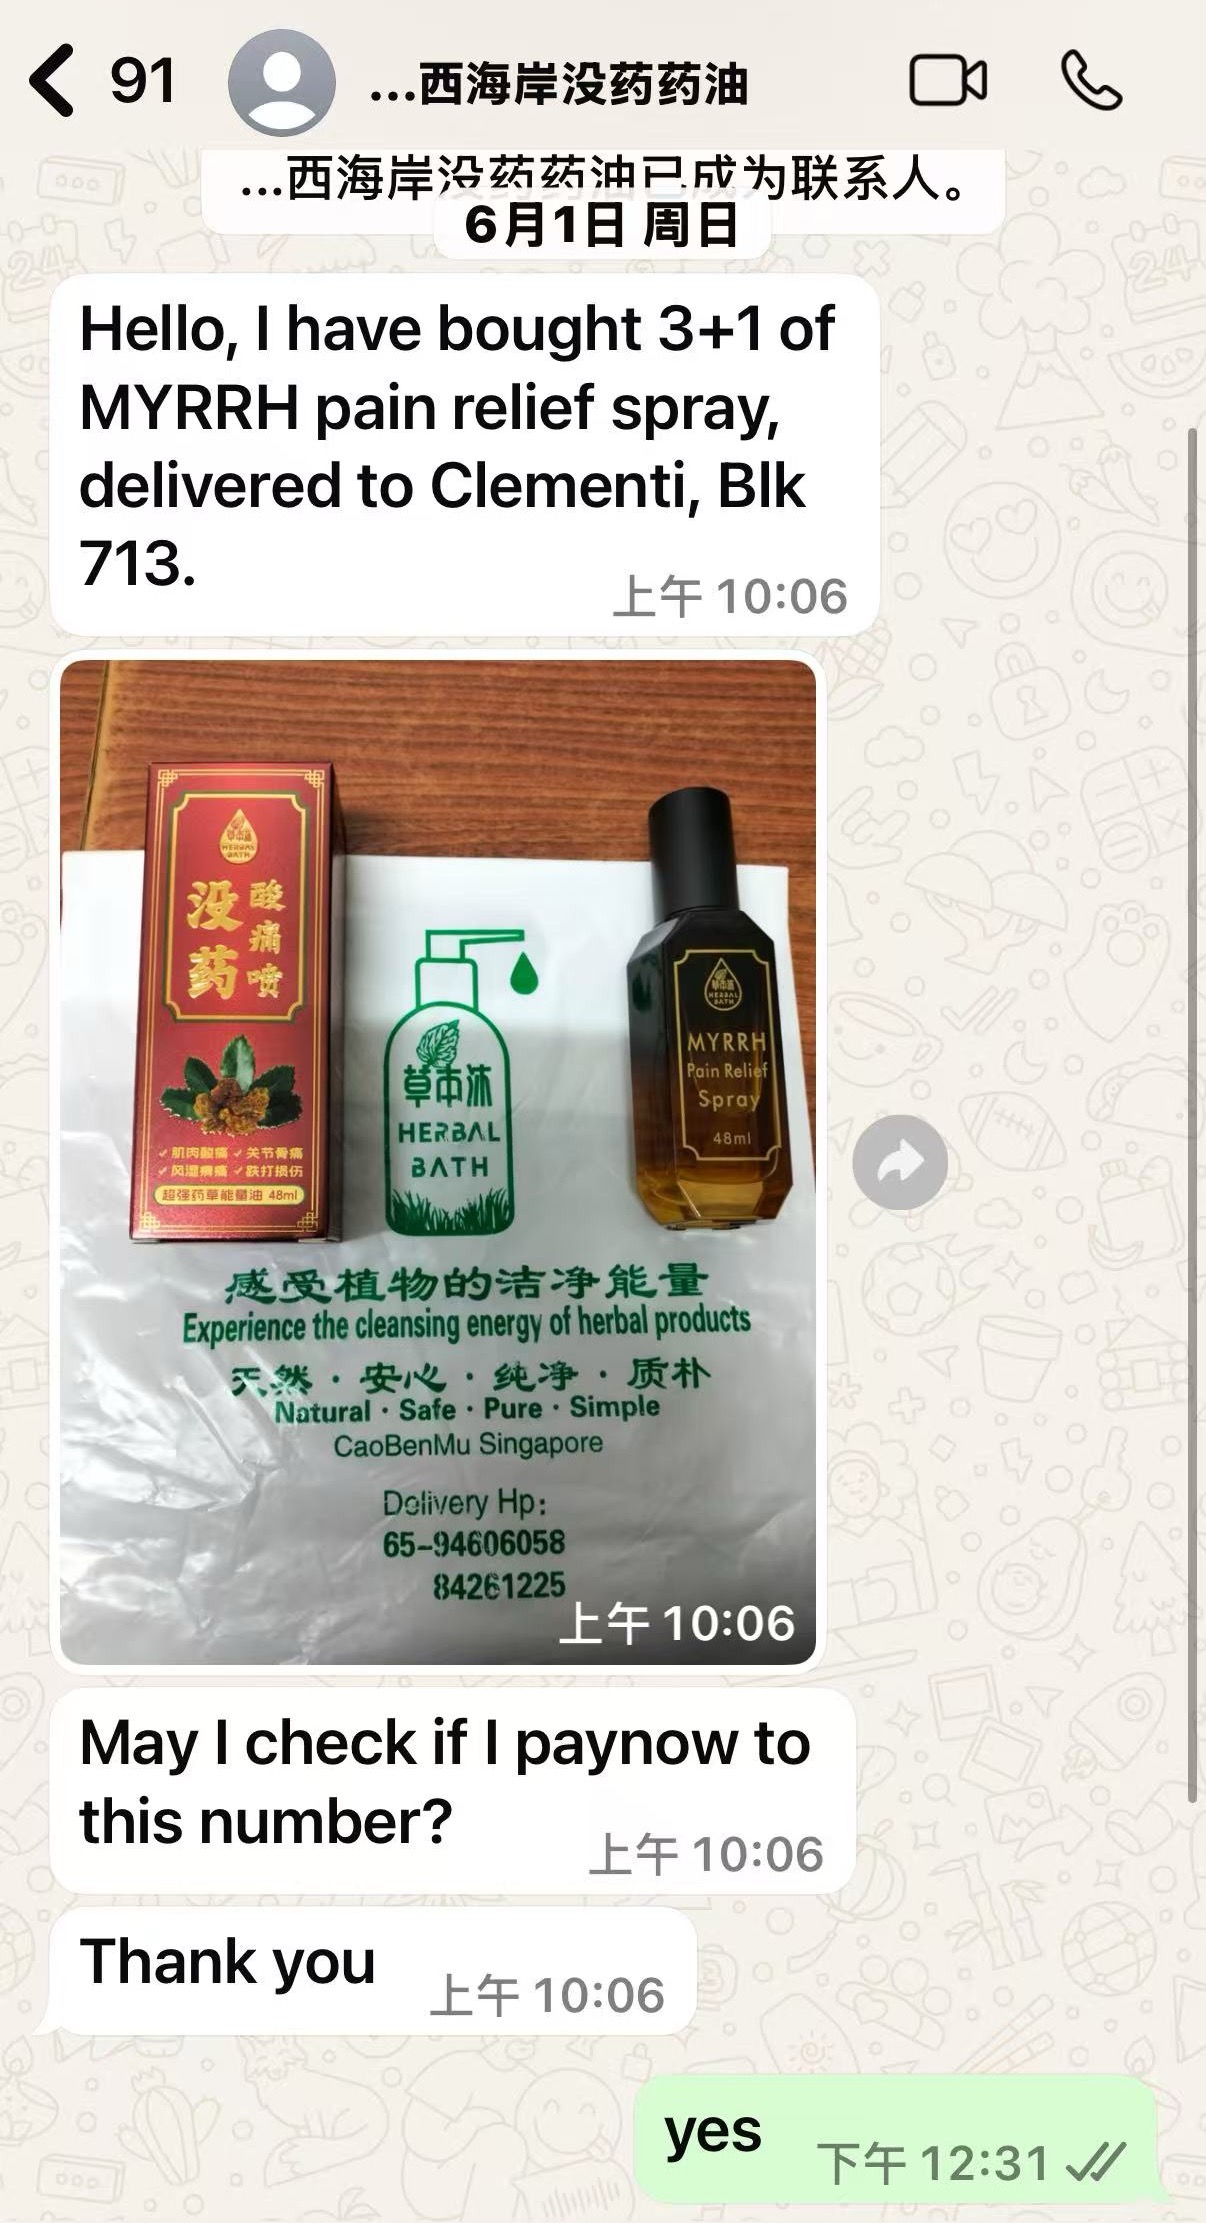 91
...西海岸没药药油
...西海岸没药药油已成为联系人。
6月1日 周日
Hello, I have bought 3+1 of
MYRRH pain relief spray,
delivered to Clementi, Blk
713.
上午 10:06
草本沐
HERBAL
BATH
没药
酸痛喷
✓肌肉酸痛 ✓关节骨痛
✓风湿痹痛 ✓跌打损伤
超强药草能量油 48ml
草本沐
HERBAL
BATH
草本沐
HERBAL
BATH
MYRRH
Pain Relief
Spray
48ml
感受植物的洁净能量
Experience the cleansing energy of herbal products
天然 · 安心 · 纯净 · 质朴
Natural · Safe · Pure · Simple
CaoBenMu Singapore
Delivery Hp:
65-94606058
84261225
上午 10:06
May I check if I paynow to
this number?
上午 10:06
Thank you
上午 10:06
yes
下午 12:31